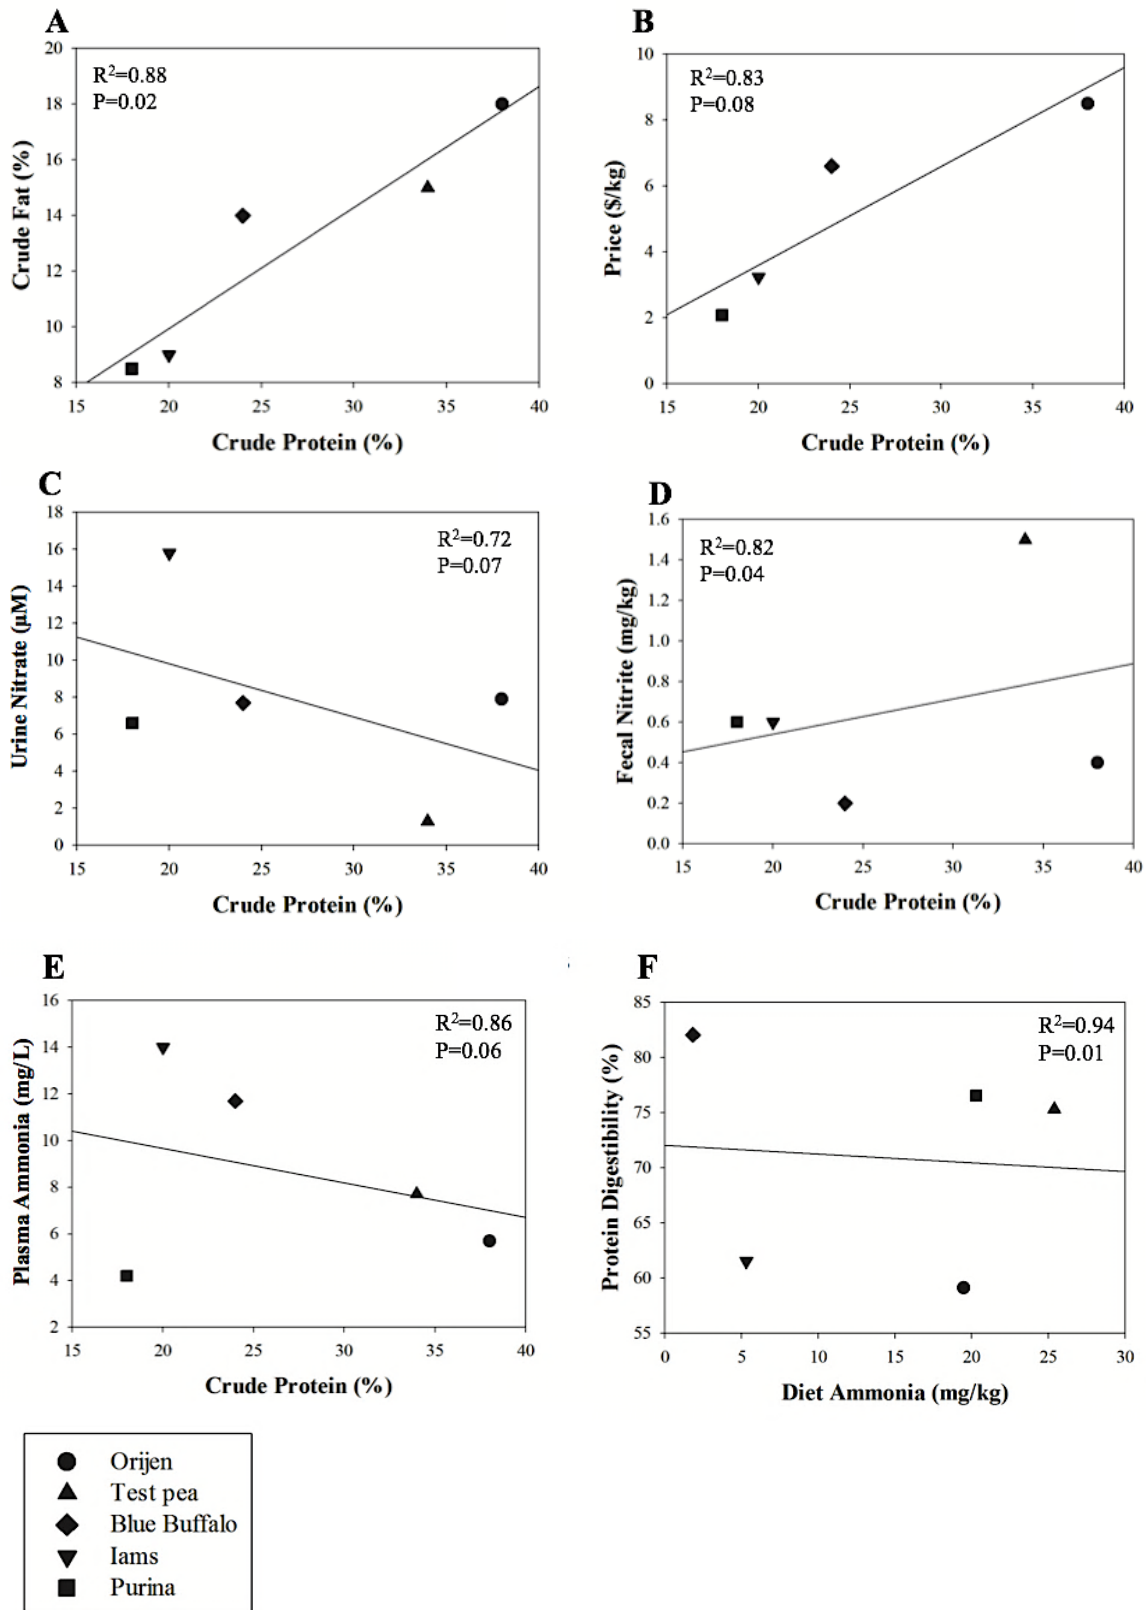 A
R²=0.88
P=0.02
20
18
16
14
12
10
8
Crude Fat (%)
15 20 25 30 35 40
Crude Protein (%)
B
R²=0.83
P=0.08
10
8
6
4
2
0
Price ($/kg)
15 20 25 30 35 40
Crude Protein (%)
C
R²=0.72
P=0.07
18
16
14
12
10
8
6
4
2
0
Urine Nitrate (µM)
15 20 25 30 35 40
Crude Protein (%)
D
R²=0.82
P=0.04
1.6
1.4
1.2
1.0
0.8
0.6
0.4
0.2
0.0
Fecal Nitrite (mg/kg)
15 20 25 30 35 40
Crude Protein (%)
E
R²=0.86
P=0.06
16
14
12
10
8
6
4
2
Plasma Ammonia (mg/L)
15 20 25 30 35 40
Crude Protein (%)
F
R²=0.94
P=0.01
85
80
75
70
65
60
55
Protein Digestibility (%)
0 5 10 15 20 25 30
Diet Ammonia (mg/kg)
Orijen
Test pea
Blue Buffalo
Iams
Purina